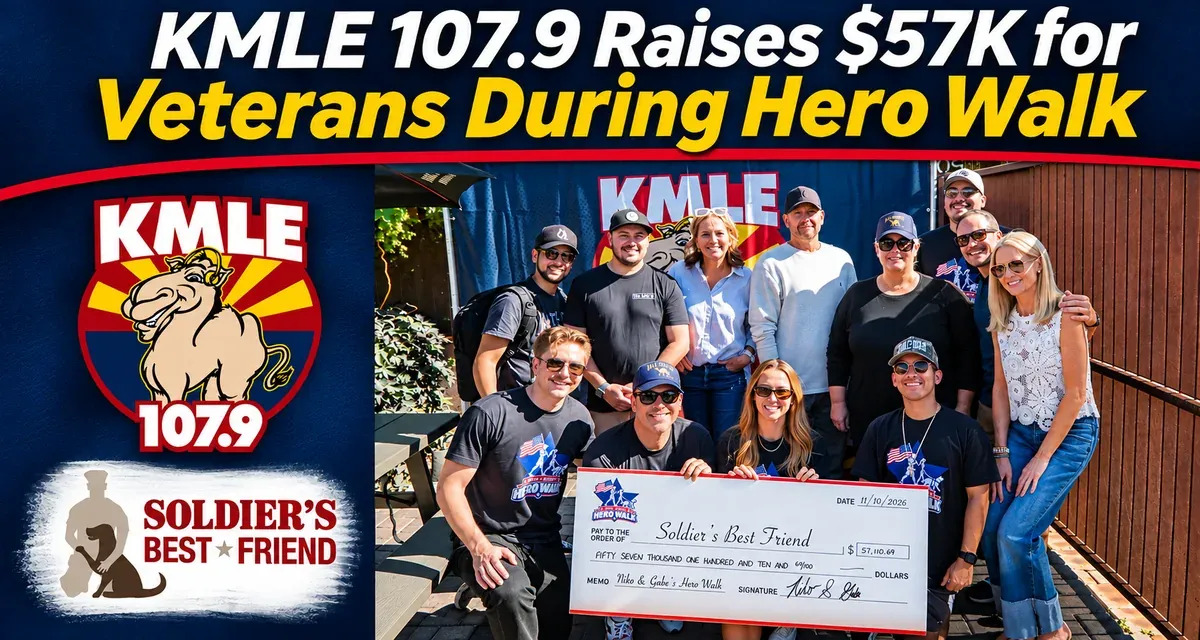 KMLE 107.9 Raises $57K for
Veterans During Hero Walk
KMLE
107.9
SOLDIER'S
BEST FRIEND
KMLE
HERO WALK
HERO WALK
DATE 11/10/2026
PAY TO THE
ORDER OF Soldier's Best Friend $ 57,110.69
FIFTY SEVEN THOUSAND ONE HUNDRED AND TEN AND 69/100 DOLLARS
MEMO Niko & Gabe's Hero Walk SIGNATURE